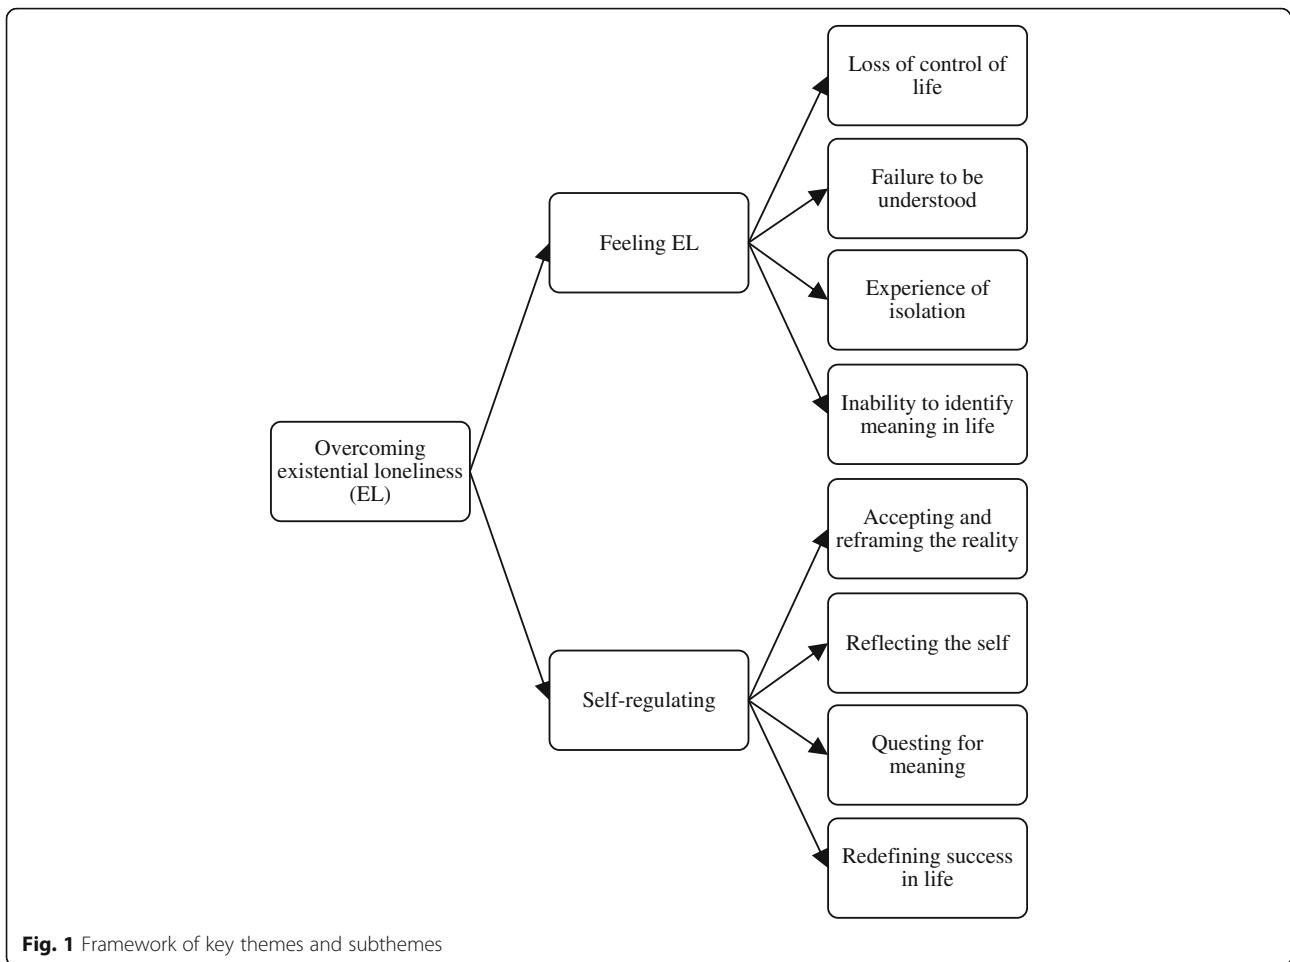 Loss of control of
life
Failure to be
understood
Feeling EL
Experience of
isolation
Inability to identify
meaning in life
Overcoming
existential loneliness
(EL)
Accepting and
reframing the reality
Reflecting the self
Self-regulating
Questing for
meaning
Redefining success
in life
Fig. 1 Framework of key themes and subthemes